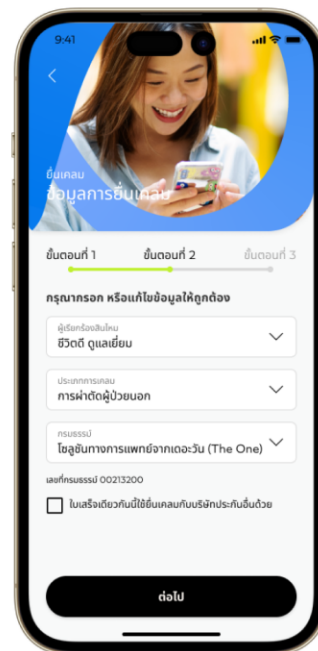 9:41
ยื่นเคลม
ข้อมูลการยื่นเคลม
ขั้นตอนที่ 1 ขั้นตอนที่ 2 ขั้นตอนที่ 3
กรุณากรอก หรือแก้ไขข้อมูลให้ถูกต้อง
ผู้เรียกร้องสินไหม
ชีวิตดี ดูแลเยี่ยม
ประเภทการเคลม
การผ่าตัดผู้ป่วยนอก
กรมธรรม์
โซลูชันทางการแพทย์จากเดอะวัน (The One)
เลขที่กรมธรรม์ 00213200
ใบเสร็จเดียวกันนี้ใช้ยื่นเคลมกับบริษัทประกันอื่นด้วย
ต่อไป